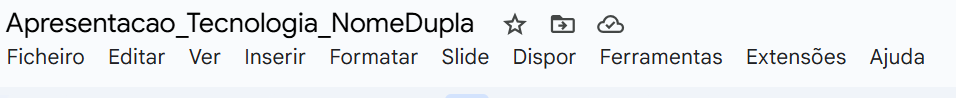 Apresentacao_Tecnologia_NomeDupla
Ficheiro Editar Ver Inserir Formatar Slide Dispor Ferramentas Extensões Ajuda